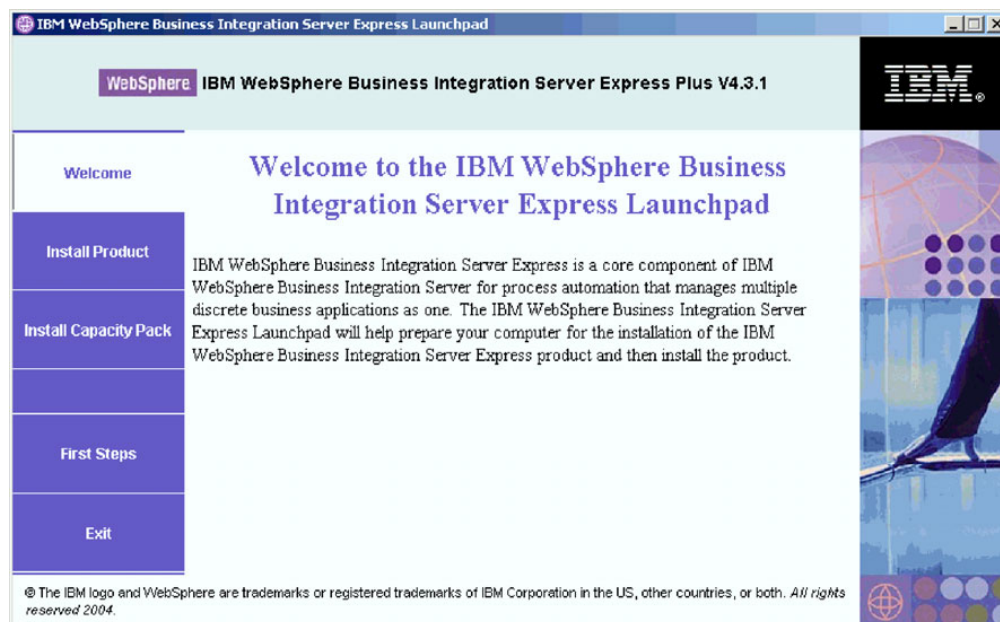 IBM WebSphere Business Integration Server Express Launchpad
WebSphere IBM WebSphere Business Integration Server Express Plus V4.3.1
IBM®
Welcome
Install Product
Install Capacity Pack
First Steps
Exit
Welcome to the IBM WebSphere Business
Integration Server Express Launchpad
IBM WebSphere Business Integration Server Express is a core component of IBM
WebSphere Business Integration Server for process automation that manages multiple
discrete business applications as one. The IBM WebSphere Business Integration Server
Express Launchpad will help prepare your computer for the installation of the IBM
WebSphere Business Integration Server Express product and then install the product.
© The IBM logo and WebSphere are trademarks or registered trademarks of IBM Corporation in the US, other countries, or both. All rights
reserved 2004.